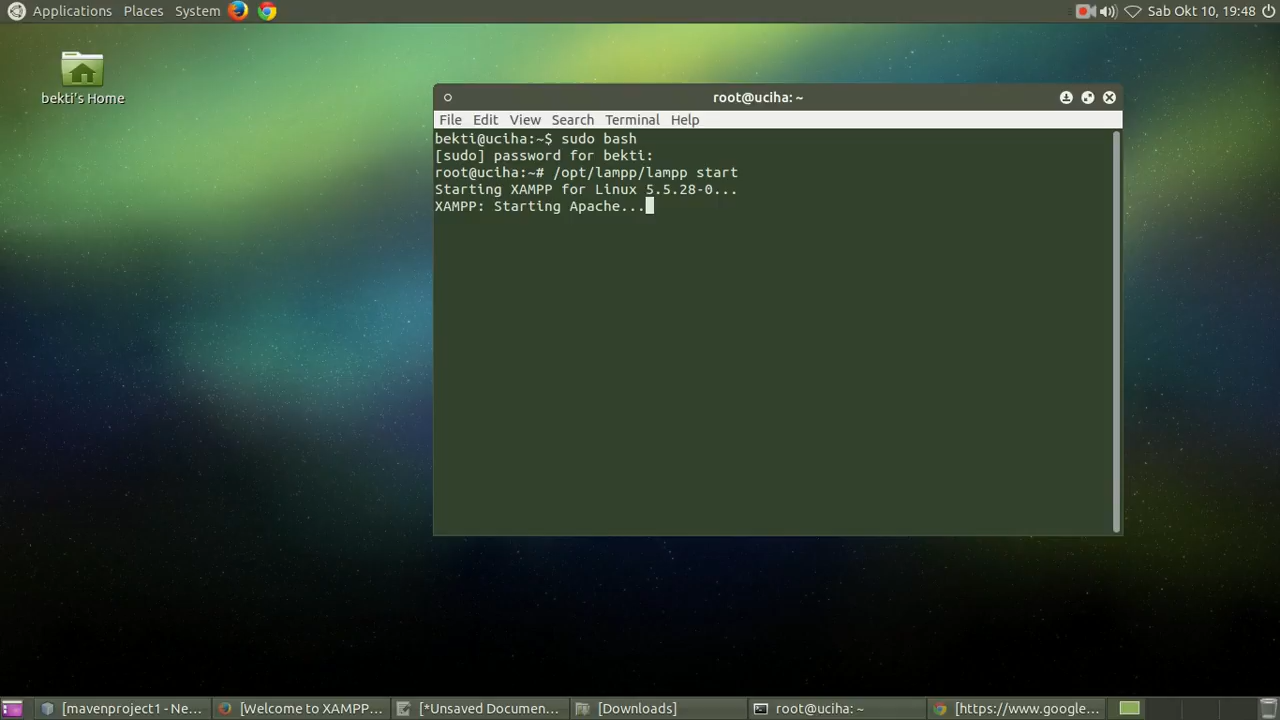 Applications Places System Sab Okt 10, 19:48
bekti's Home
root@uciha: ~
File Edit View Search Terminal Help
bekti@uciha:~$ sudo bash
[sudo] password for bekti:
root@uciha:~# /opt/lampp/lampp start
Starting XAMPP for Linux 5.5.28-0...
XAMPP: Starting Apache...
[mavenproject1 - Ne... [Welcome to XAMPP... [*Unsaved Documen... [Downloads] root@uciha: ~ [https://www.google...